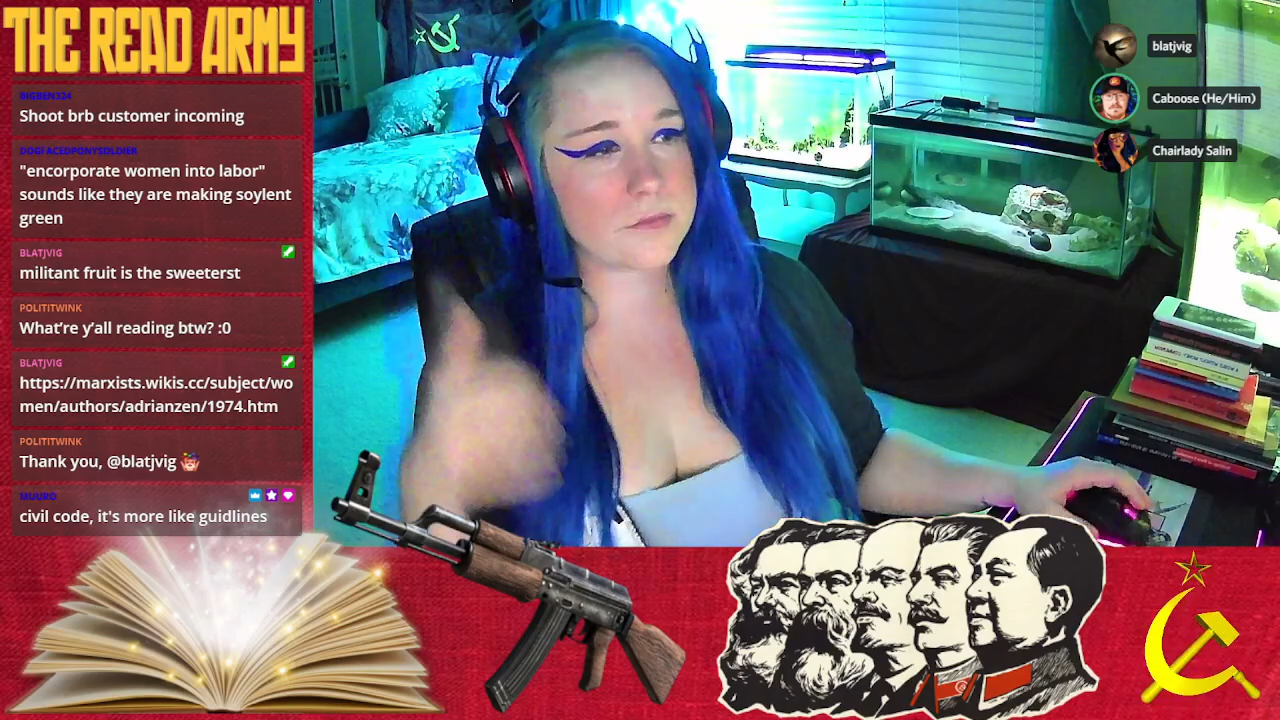 THE READ ARMY
BIGBEN324
Shoot brb customer incoming
DOGFACEDPONYSOLDIER
"encorporate women into labor"
sounds like they are making soylent
green
BLATJVIG
militant fruit is the sweeterst
POLITITWINK
What're y'all reading btw? :0
BLATJVIG
https://marxists.wikis.cc/subject/wo
men/authors/adrianzen/1974.htm
POLITITWINK
Thank you, @blatjvig
MUURO
civil code, it's more like guidlines
blatjvig
Caboose (He/Him)
Chairlady Salin